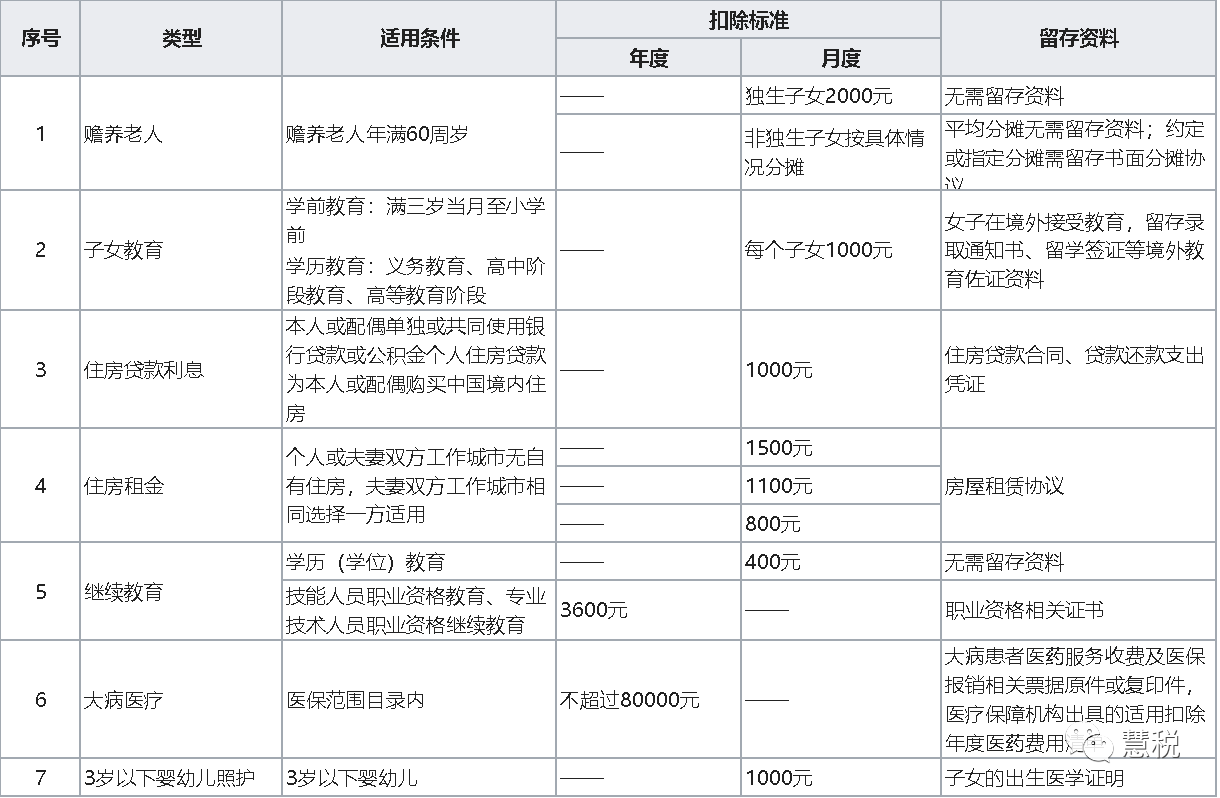 序号
类型
适用条件
扣除标准
年度
月度
留存资料
1
赡养老人
赡养老人年满60周岁
——
独生子女2000元
无需留存资料
——
非独生子女按具体情
况分摊
平均分摊无需留存资料；约定
或指定分摊需留存书面分摊协
议
2
子女教育
学前教育：满三岁当月至小学
前
学历教育：义务教育、高中阶
段教育、高等教育阶段
——
每个子女1000元
女子在境外接受教育，留存录
取通知书、留学签证等境外教
育佐证资料
3
住房贷款利息
本人或配偶单独或共同使用银
行贷款或公积金个人住房贷款
为本人或配偶购买中国境内住
房
——
1000元
住房贷款合同、贷款还款支出
凭证
4
住房租金
个人或夫妻双方工作城市无自
有住房，夫妻双方工作城市相
同选择一方适用
——
1500元
——
1100元
——
800元
房屋租赁协议
5
继续教育
学历（学位）教育
——
400元
无需留存资料
技能人员职业资格教育、专业
技术人员职业资格继续教育
3600元
——
职业资格相关证书
6
大病医疗
医保范围目录内
不超过80000元
——
大病患者医药服务收费及医保
报销相关票据原件或复印件，
医疗保障机构出具的适用扣除
年度医药费用
慧税
7
3岁以下婴幼儿照护
3岁以下婴幼儿
——
1000元
子女的出生医学证明